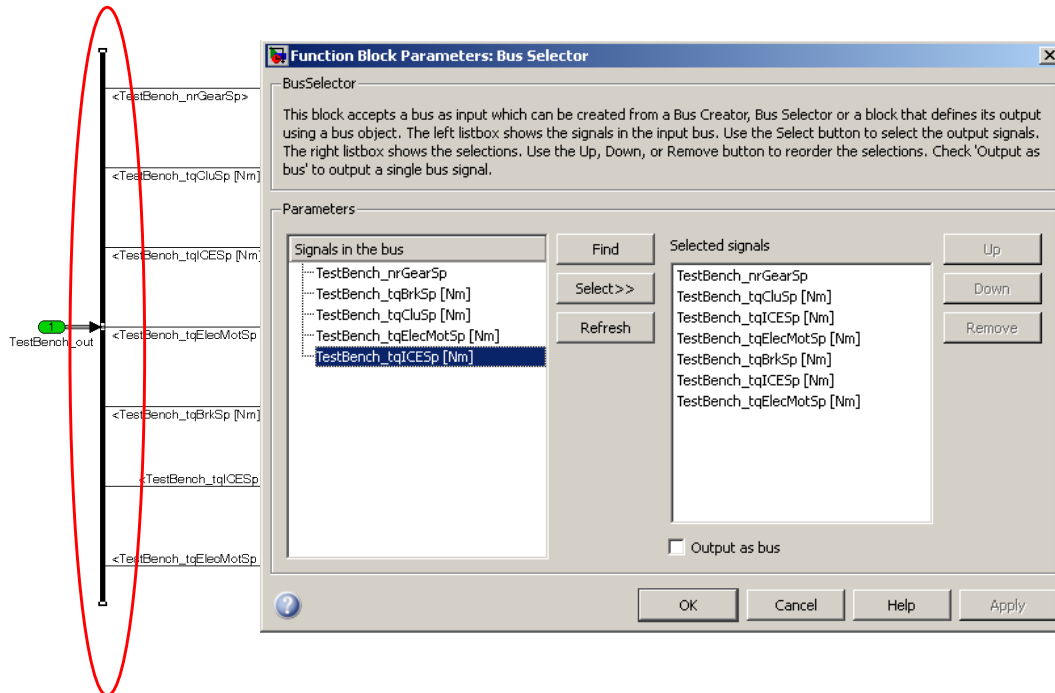 1
TestBench_out
<TestBench_nrGearSp>
<TestBench_tqCluSp [Nm]
<TestBench_tqICESp [Nm]
<TestBench_tqElecMotSp
<TestBench_tqBrkSp [Nm]
<TestBench_tqICESp
<TestBench_tqElecMotSp
Function Block Parameters: Bus Selector
BusSelector
This block accepts a bus as input which can be created from a Bus Creator, Bus Selector or a block that defines its output
using a bus object. The left listbox shows the signals in the input bus. Use the Select button to select the output signals.
The right listbox shows the selections. Use the Up, Down, or Remove button to reorder the selections. Check 'Output as
bus' to output a single bus signal.
Parameters
Signals in the bus
TestBench_nrGearSp
TestBench_tqBrkSp [Nm]
TestBench_tqCluSp [Nm]
TestBench_tqElecMotSp [Nm]
TestBench_tqICESp [Nm]
Find
Select>>
Refresh
Selected signals
TestBench_nrGearSp
TestBench_tqCluSp [Nm]
TestBench_tqICESp [Nm]
TestBench_tqElecMotSp [Nm]
TestBench_tqBrkSp [Nm]
TestBench_tqICESp [Nm]
TestBench_tqElecMotSp [Nm]
Up
Down
Remove
Output as bus
?
OK
Cancel
Help
Apply